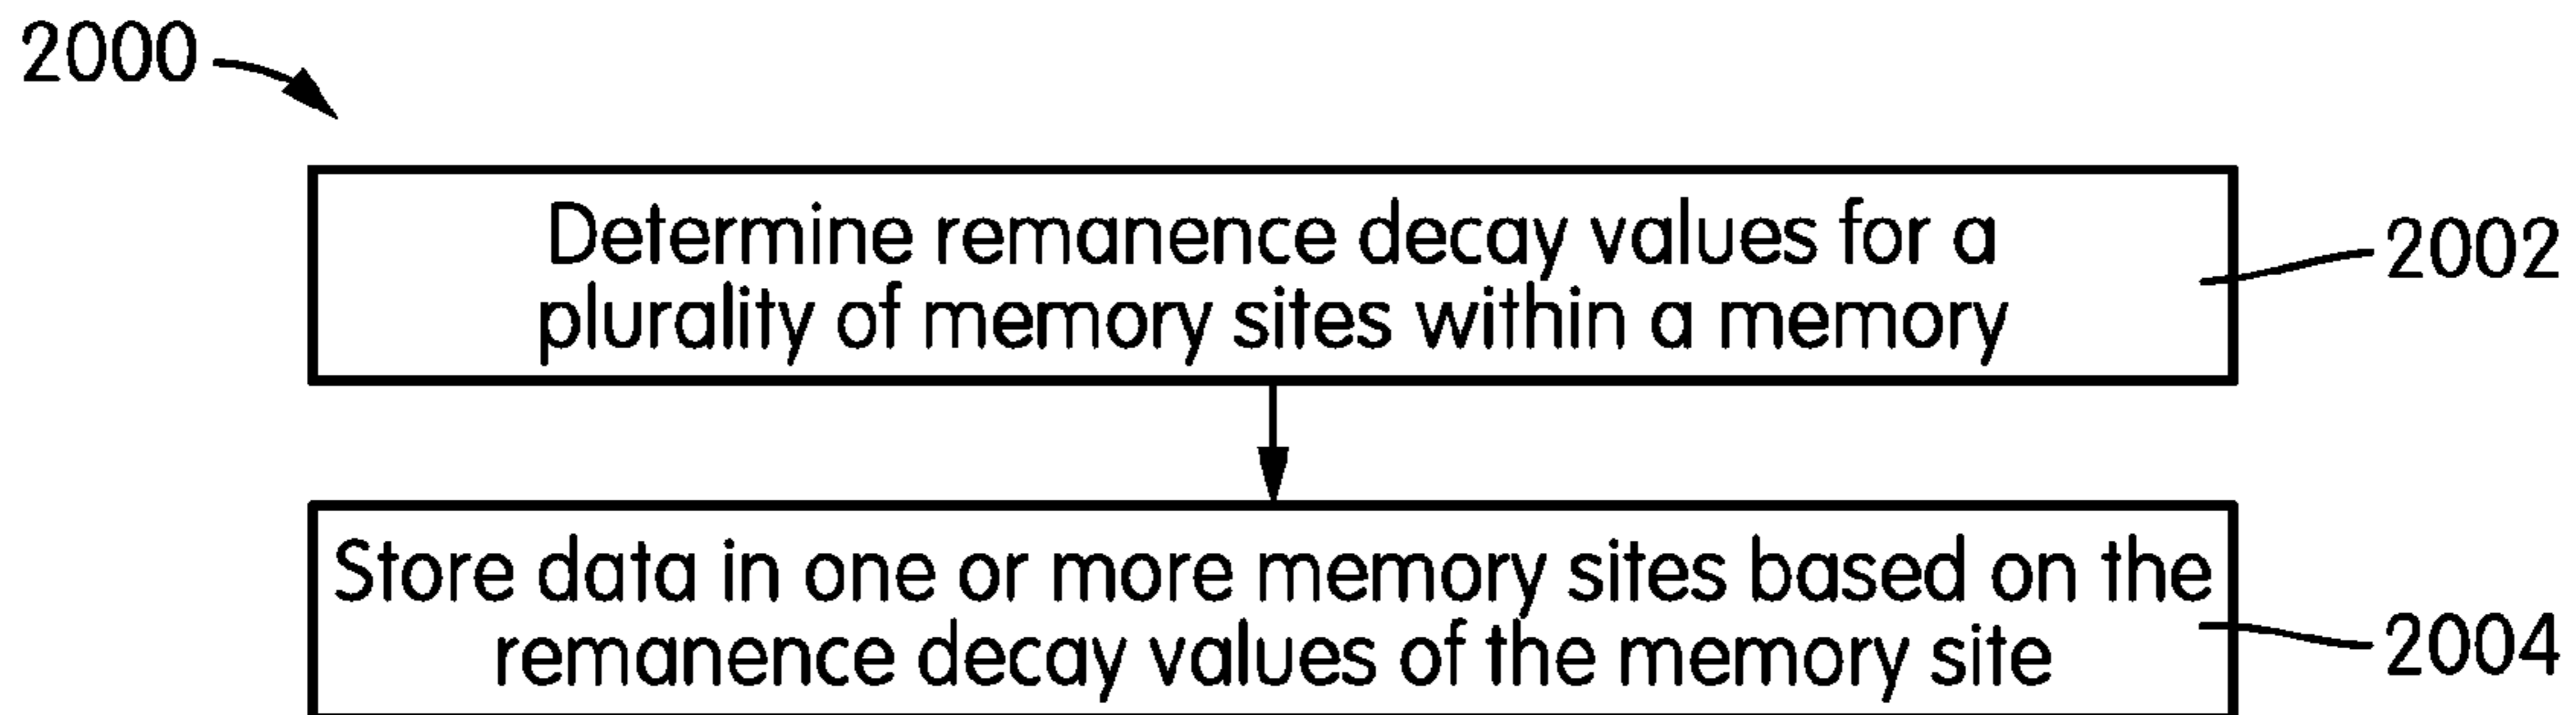 2000
Determine remanence decay values for a
plurality of memory sites within a memory
2002
Store data in one or more memory sites based on the
remanence decay values of the memory site
2004